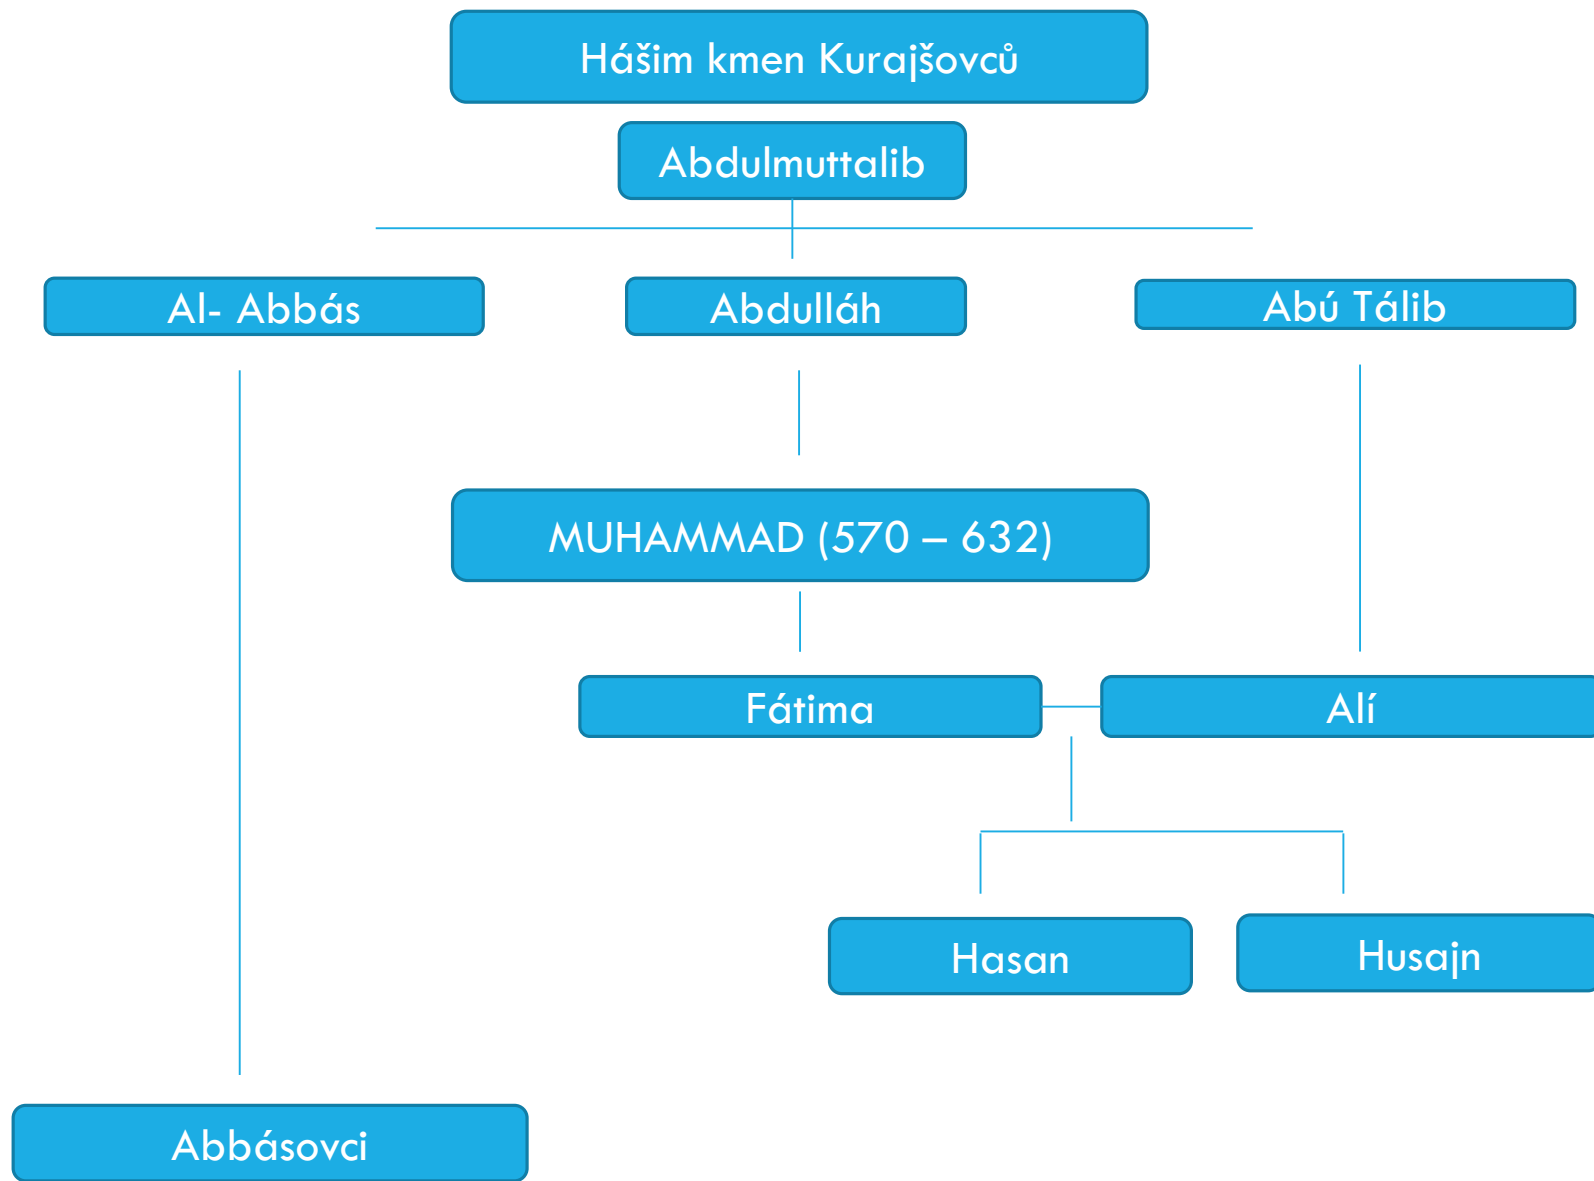 Hášim kmen Kurajšovců
Abdulmuttalib
Al- Abbás
Abdulláh
Abú Tálib
MUHAMMAD (570 – 632)
Fátima
Alí
Hasan
Husajn
Abbásovci